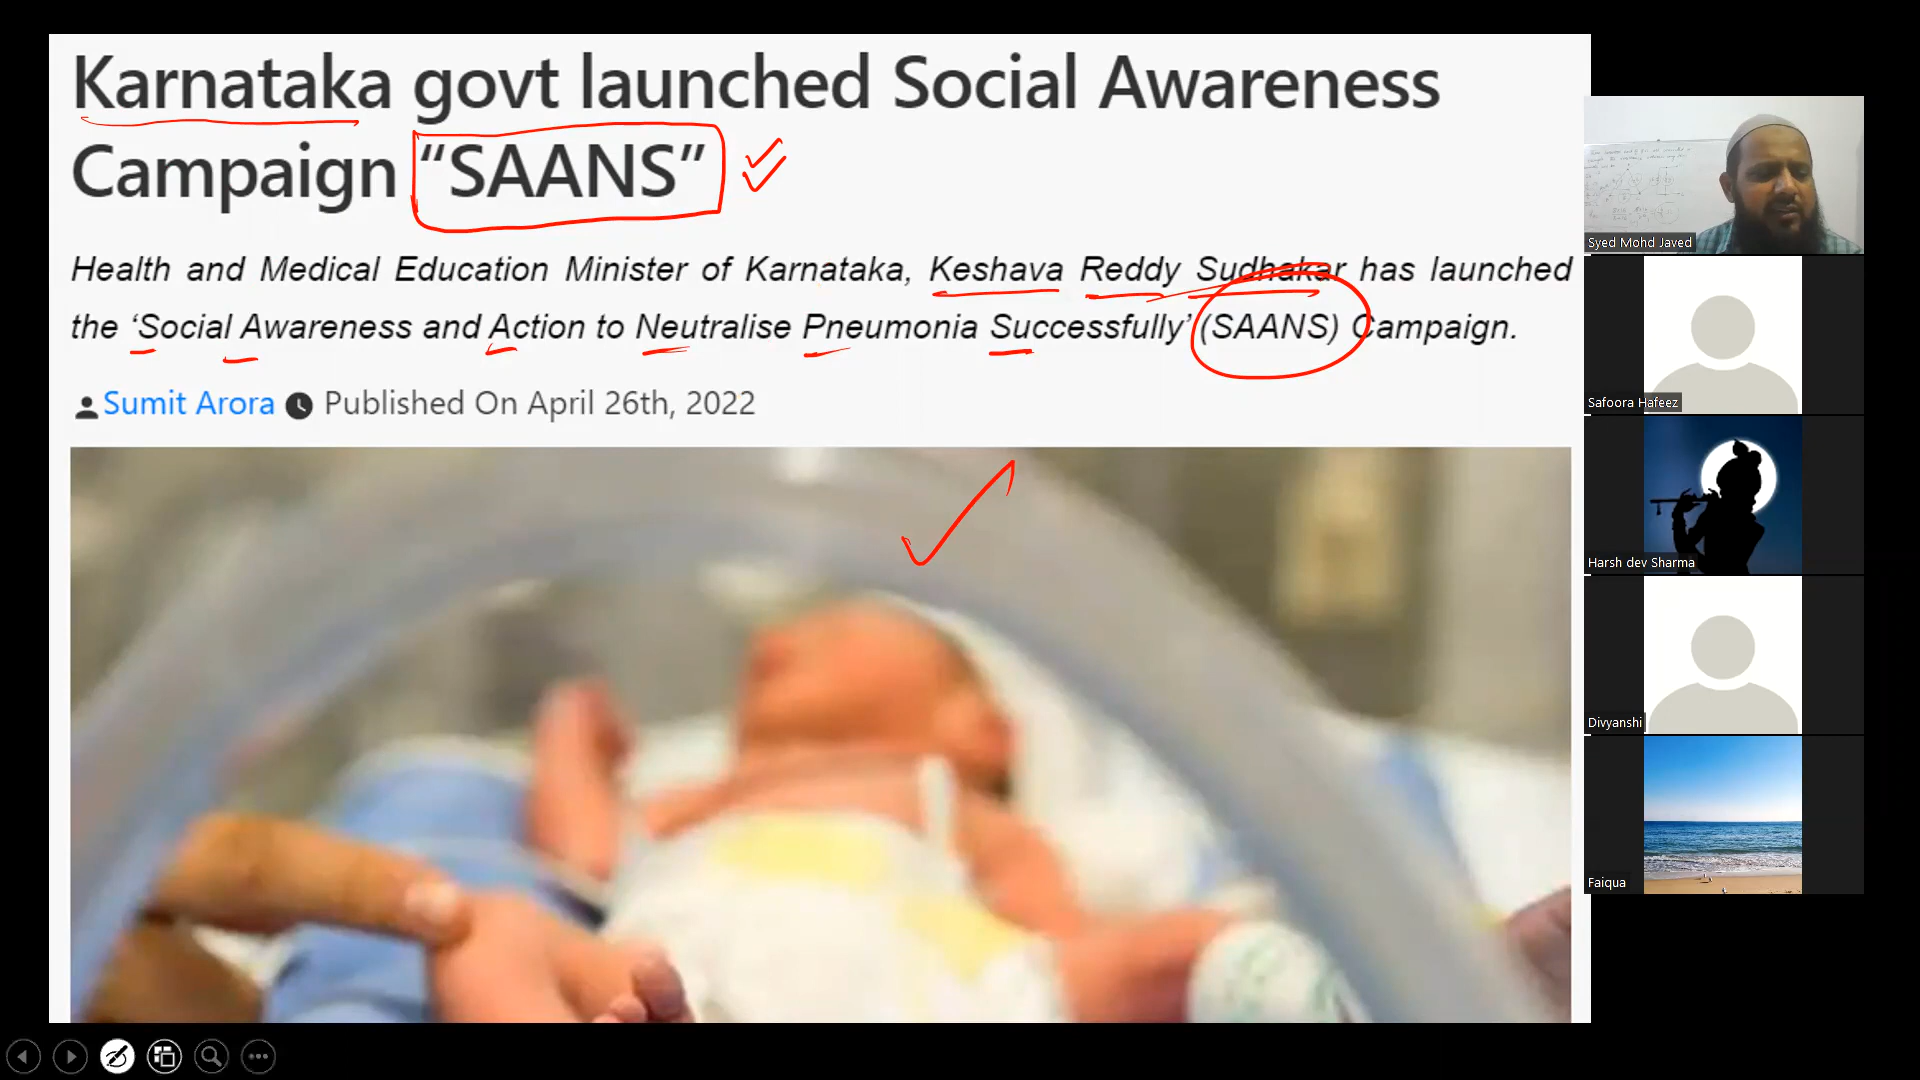 Karnataka govt launched Social Awareness
Campaign “SAANS”
Health and Medical Education Minister of Karnataka, Keshava Reddy Sudhakar has launched
the ‘Social Awareness and Action to Neutralise Pneumonia Successfully’ (SAANS) Campaign.
Sumit Arora Published On April 26th, 2022
Syed Mohd Javed
Safoora Hafeez
Harsh dev Sharma
Divyanshi
Faiqua